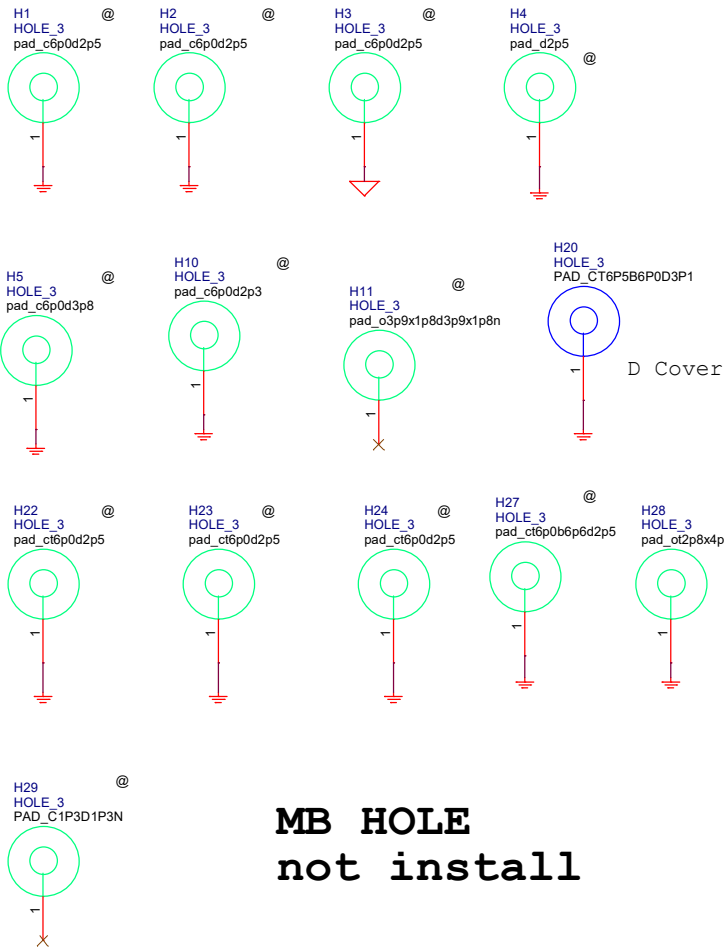 H1 @
HOLE_3
pad_c6p0d2p5
1
H2 @
HOLE_3
pad_c6p0d2p5
1
H3 @
HOLE_3
pad_c6p0d2p5
1
H4
HOLE_3
pad_d2p5
@
1
H5 @
HOLE_3
pad_c6p0d3p8
1
H10 @
HOLE_3
pad_c6p0d2p3
1
H11 @
HOLE_3
pad_o3p9x1p8d3p9x1p8n
1
H20
HOLE_3
PAD_CT6P5B6P0D3P1
1
D Cover
H22 @
HOLE_3
pad_ct6p0d2p5
1
H23 @
HOLE_3
pad_ct6p0d2p5
1
H24 @
HOLE_3
pad_ct6p0d2p5
1
H27 @
HOLE_3
pad_ct6p0b6p6d2p5
1
H28
HOLE_3
pad_ot2p8x4p
1
H29 @
HOLE_3
PAD_C1P3D1P3N
1
MB HOLE
not install